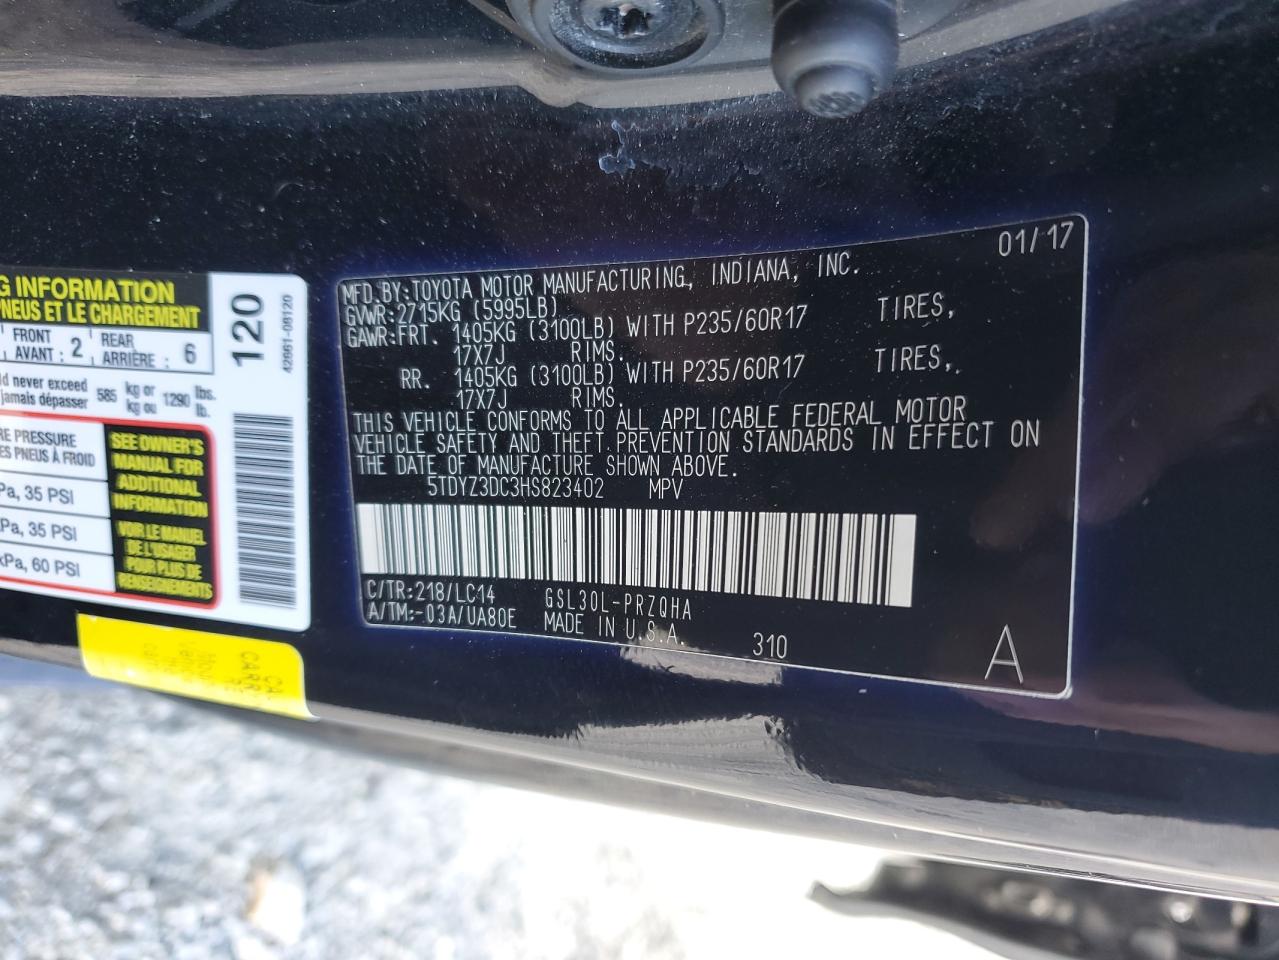 G INFORMATION
PNEUS ET LE CHARGEMENT
FRONT
AVANT : 2
REAR
ARRIÈRE : 6
ld never exceed
jamais dépasser
585 kg or
kg ou
1290 lbs.
lb.
RE PRESSURE
ES PNEUS À FROID
Pa, 35 PSI
Pa, 35 PSI
kPa, 60 PSI
SEE OWNER'S
MANUAL FOR
ADDITIONAL
INFORMATION
VOIR LE MANUEL
DE L'USAGER
POUR PLUS DE
RENSEIGNEMENTS
120
42661-08120
01/17
MFD.BY:TOYOTA MOTOR MANUFACTURING, INDIANA, INC.
GVWR:2715KG (5995LB)
GAWR:FRT. 1405KG (3100LB) WITH P235/60R17 TIRES,
17X7J RIMS.
RR. 1405KG (3100LB) WITH P235/60R17 TIRES,
17X7J RIMS.
THIS VEHICLE CONFORMS TO ALL APPLICABLE FEDERAL MOTOR
VEHICLE SAFETY AND THEFT PREVENTION STANDARDS IN EFFECT ON
THE DATE OF MANUFACTURE SHOWN ABOVE.
5TDYZ3DC3HS823402 MPV
C/TR:218/LC14 GSL30L-PRZQHA
A/TM:-03A/UA80E MADE IN U.S.A. 310
A